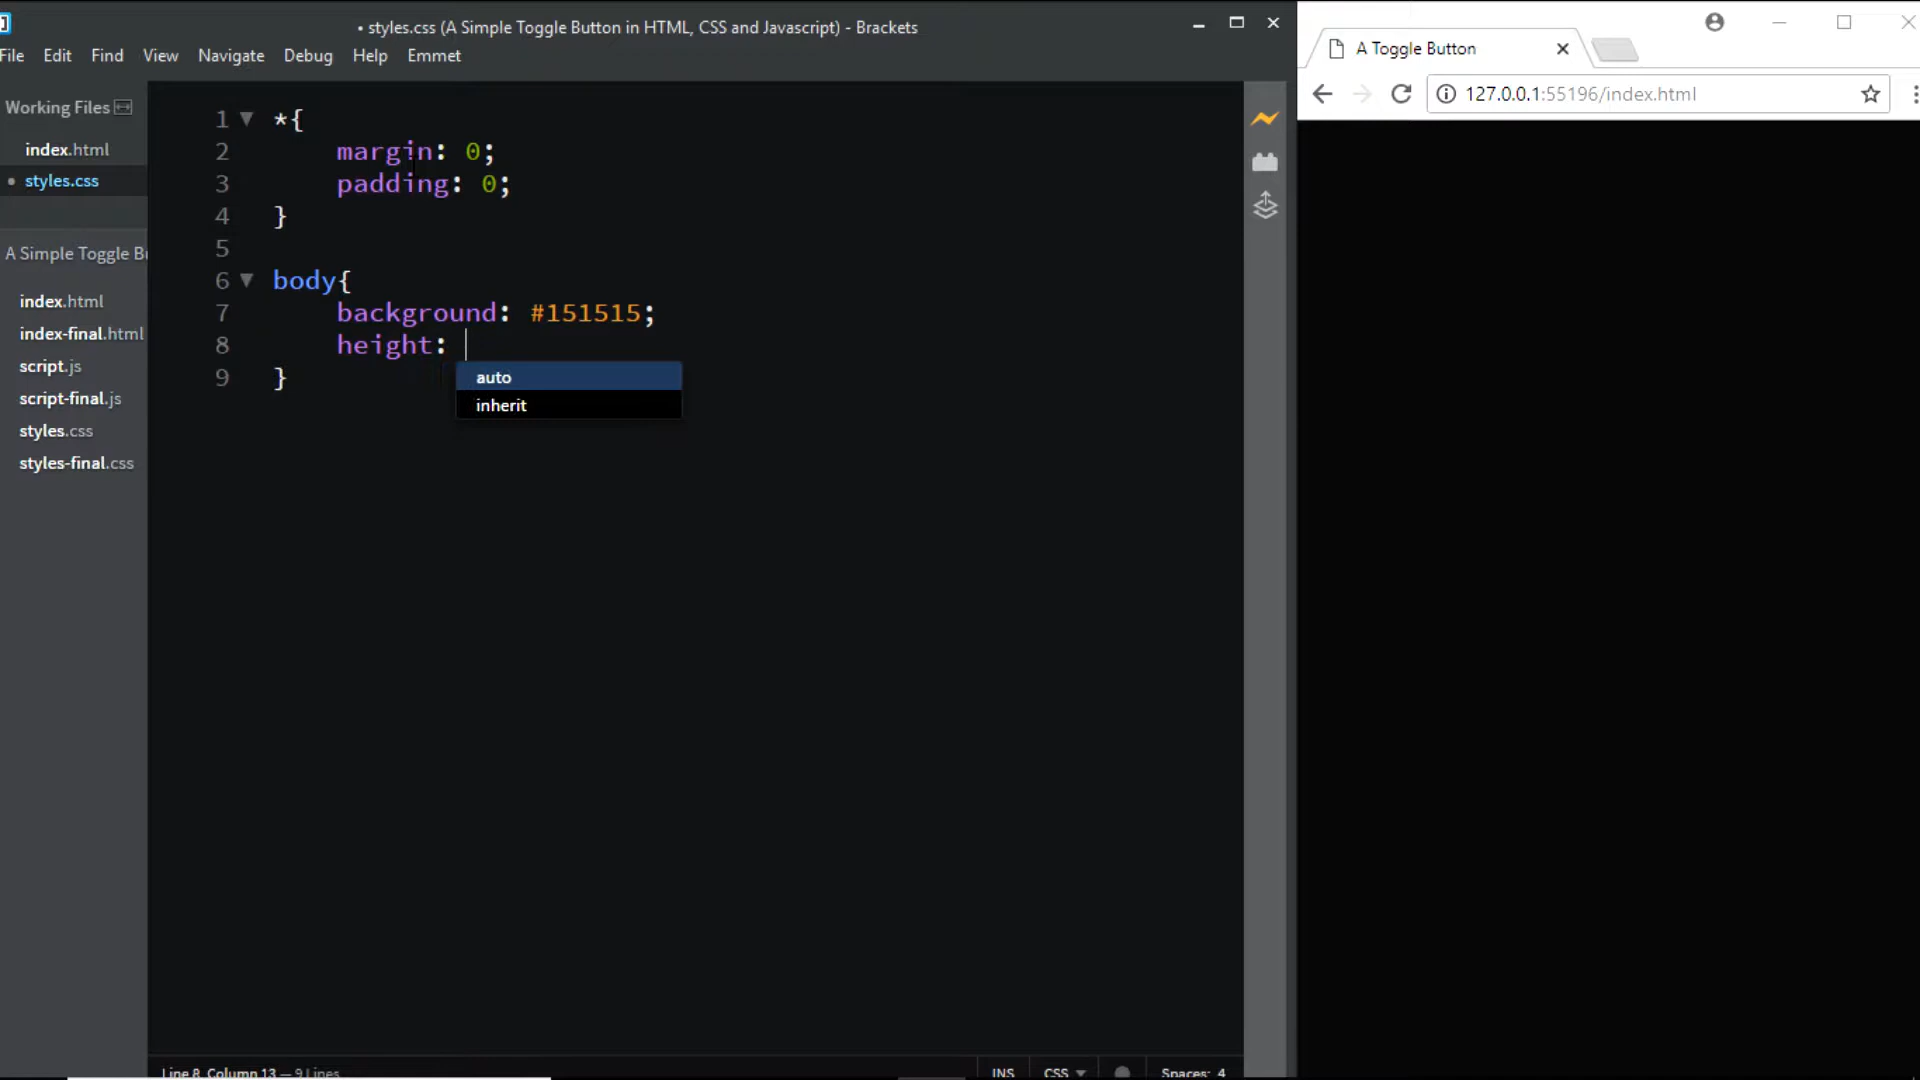 • styles.css (A Simple Toggle Button in HTML, CSS and Javascript) - Brackets
File Edit Find View Navigate Debug Help Emmet
Working Files
index.html
• styles.css
A Simple Toggle Bu
index.html
index-final.html
script.js
script-final.js
styles.css
styles-final.css
1 *{
2 margin: 0;
3 padding: 0;
4 }
5
6 body{
7 background: #151515;
8 height:
9 }
auto
inherit
Line 8, Column 13 — 9 Lines
INS CSS Spaces: 4
A Toggle Button
127.0.0.1:55196/index.html